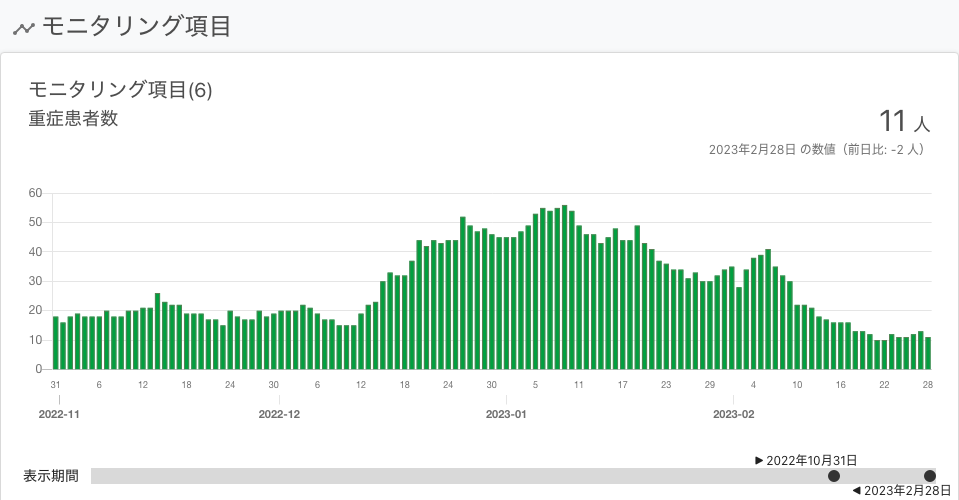 モニタリング項目
モニタリング項目(6)
重症患者数
11 人
2023年2月28日 の数値（前日比: -2 人）
60
50
40
30
20
10
0
31 6 12 18 24 30 6 12 18 24 30 5 11 17 23 29 4 10 16 22 28
2022-11 2022-12 2023-01 2023-02
▶ 2022年10月31日
表示期間
◀ 2023年2月28日